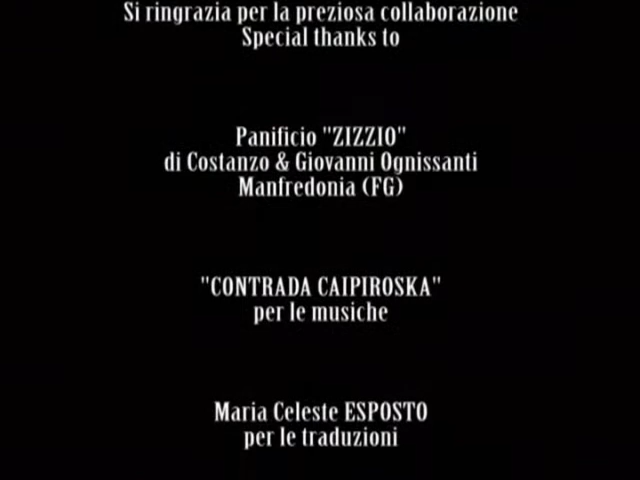 Si ringrazia per la preziosa collaborazione
Special thanks to
Panificio "ZIZZIO"
di Costanzo & Giovanni Ognissanti
Manfredonia (FG)
"CONTRADA CAIPIROSKA"
per le musiche
Maria Celeste ESPOSTO
per le traduzioni